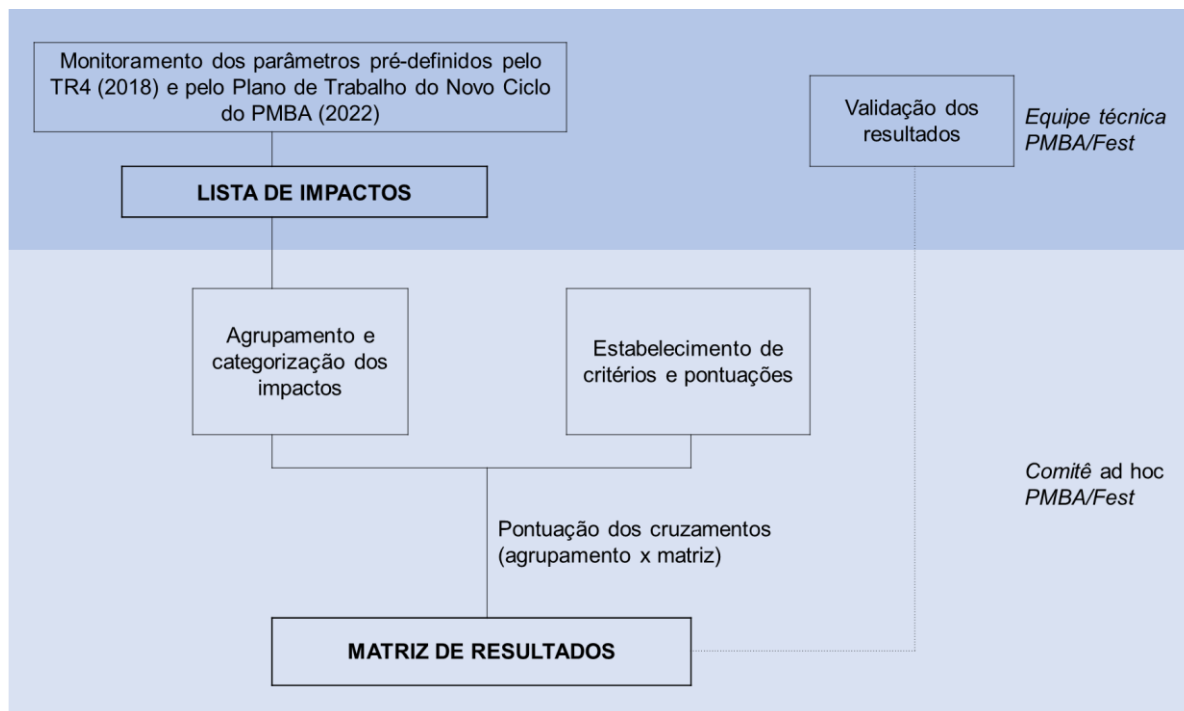 Monitoramento dos parâmetros pré-definidos pelo
TR4 (2018) e pelo Plano de Trabalho do Novo Ciclo
do PMBA (2022)
Validação dos
resultados
Equipe técnica
PMBA/Fest
LISTA DE IMPACTOS
Agrupamento e
categorização dos
impactos
Estabelecimento de
critérios e pontuações
Comitê ad hoc
PMBA/Fest
Pontuação dos cruzamentos
(agrupamento x matriz)
MATRIZ DE RESULTADOS